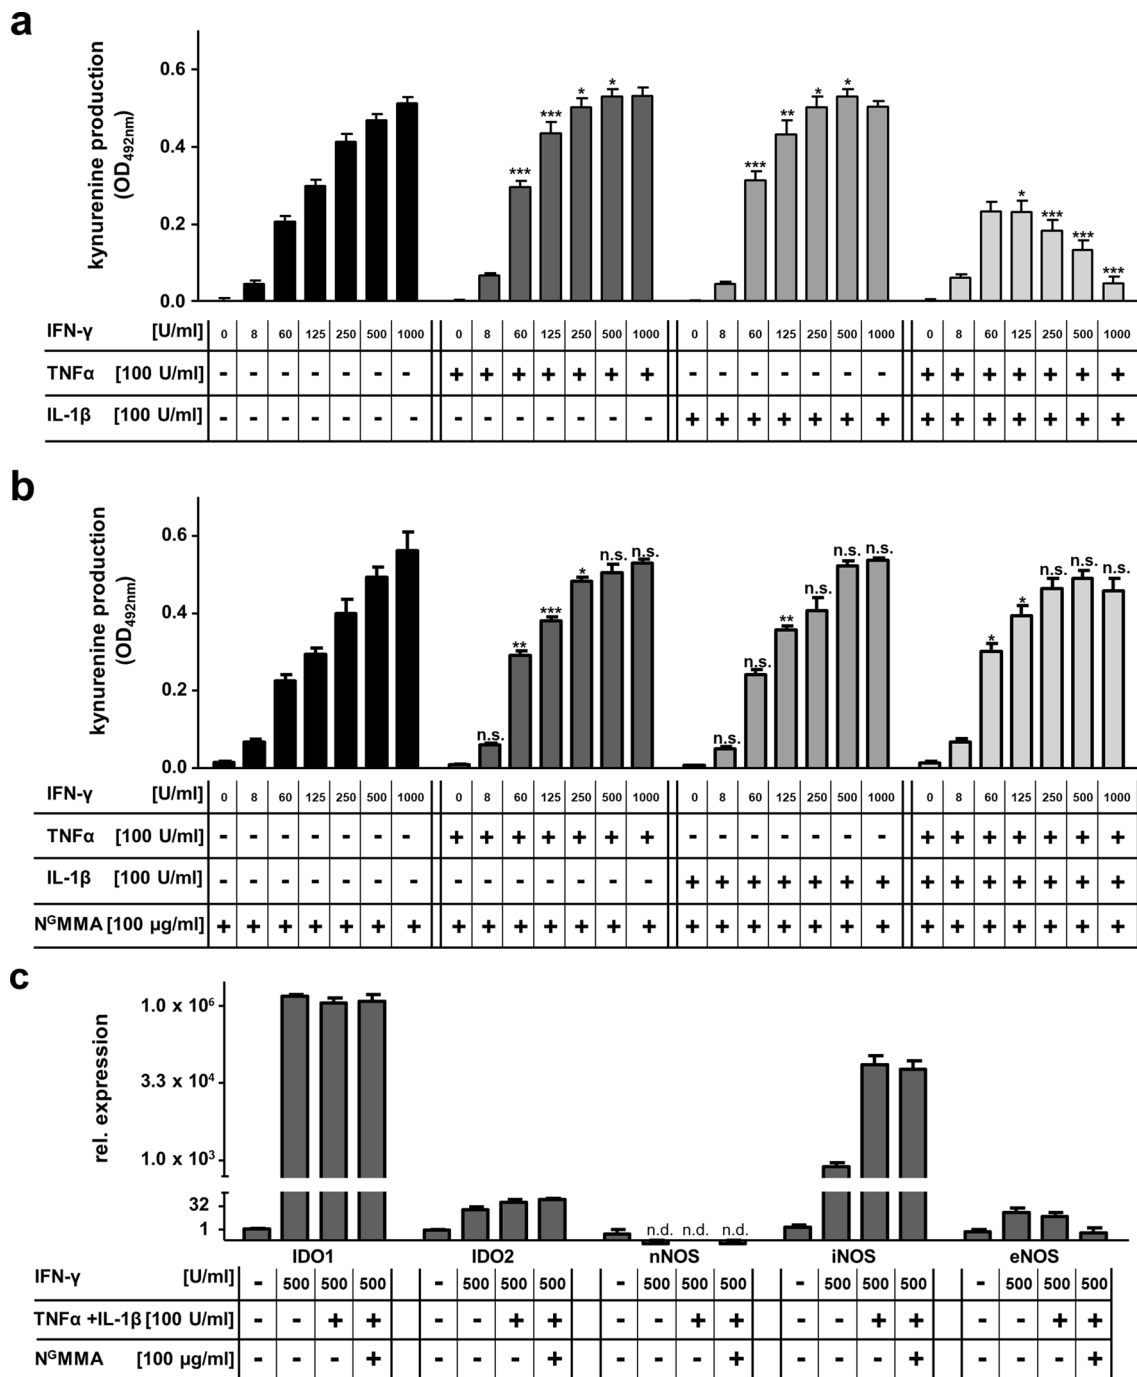 a
kynurenine production
(OD492nm)
0.6
0.4
0.2
0.0
*** *** * *
*** ** * *
* *** *** ***
IFN-γ [U/ml] 0 8 60 125 250 500 1000 0 8 60 125 250 500 1000 0 8 60 125 250 500 1000 0 8 60 125 250 500 1000
TNFα [100 U/ml] - - - - - - - + + + + + + + - - - - - - - + + + + + + +
IL-1β [100 U/ml] - - - - - - - - - - - - - - + + + + + + + + + + + + + +
b
kynurenine production
(OD492nm)
0.6
0.4
0.2
0.0
n.s. ** *** * n.s. n.s.
n.s. n.s. ** n.s. n.s. n.s.
* * n.s. n.s. n.s.
IFN-γ [U/ml] 0 8 60 125 250 500 1000 0 8 60 125 250 500 1000 0 8 60 125 250 500 1000 0 8 60 125 250 500 1000
TNFα [100 U/ml] - - - - - - - + + + + + + + - - - - - - - + + + + + + +
IL-1β [100 U/ml] - - - - - - - - - - - - - - + + + + + + + + + + + + + +
NᴳMMA [100 µg/ml] + + + + + + + + + + + + + + + + + + + + + + + + + + + +
c
rel. expression
1.0 x 10⁶
3.3 x 10⁴
1.0 x 10³
32
1
n.d. n.d. n.d.
IDO1 IDO2 nNOS iNOS eNOS
IFN-γ [U/ml] - 500 500 500 - 500 500 500 - 500 500 500 - 500 500 500 - 500 500 500
TNFα +IL-1β [100 U/ml] - - + + - - + + - - + + - - + + - - + +
NᴳMMA [100 µg/ml] - - - + - - - + - - - + - - - + - - - +